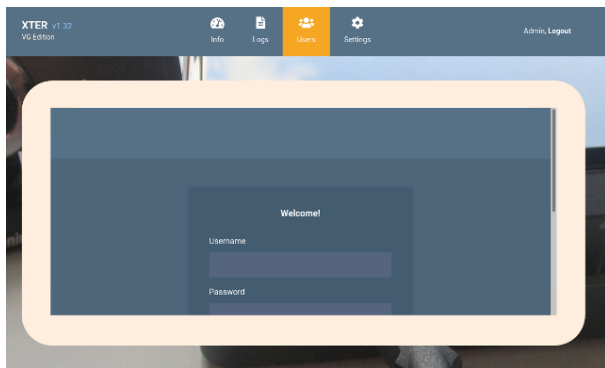 XTER v1.32
VG Edition
Info
Logs
Users
Settings
Admin, Logout
Welcome!
Username
Password